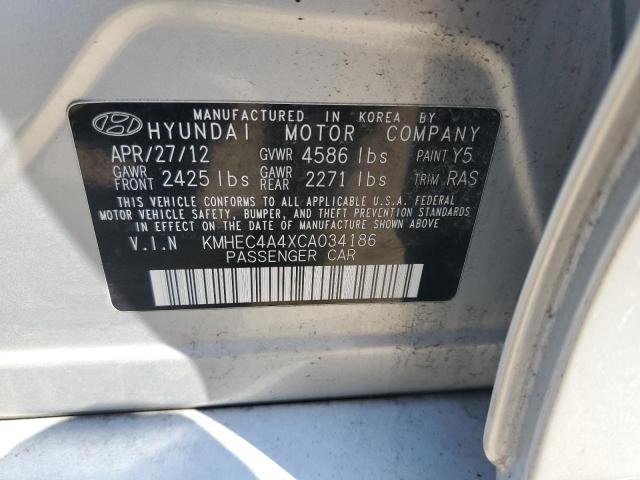 MANUFACTURED IN KOREA BY
HYUNDAI MOTOR COMPANY
APR/27/12 GVWR 4586 lbs PAINT Y5
GAWR FRONT 2425 lbs GAWR REAR 2271 lbs TRIM RAS
THIS VEHICLE CONFORMS TO ALL APPLICABLE U.S.A. FEDERAL
MOTOR VEHICLE SAFETY, BUMPER, AND THEFT PREVENTION STANDARDS
IN EFFECT ON THE DATE OF MANUFACTURE SHOWN ABOVE
V.I.N KMHEC4A4XCA034186
PASSENGER CAR